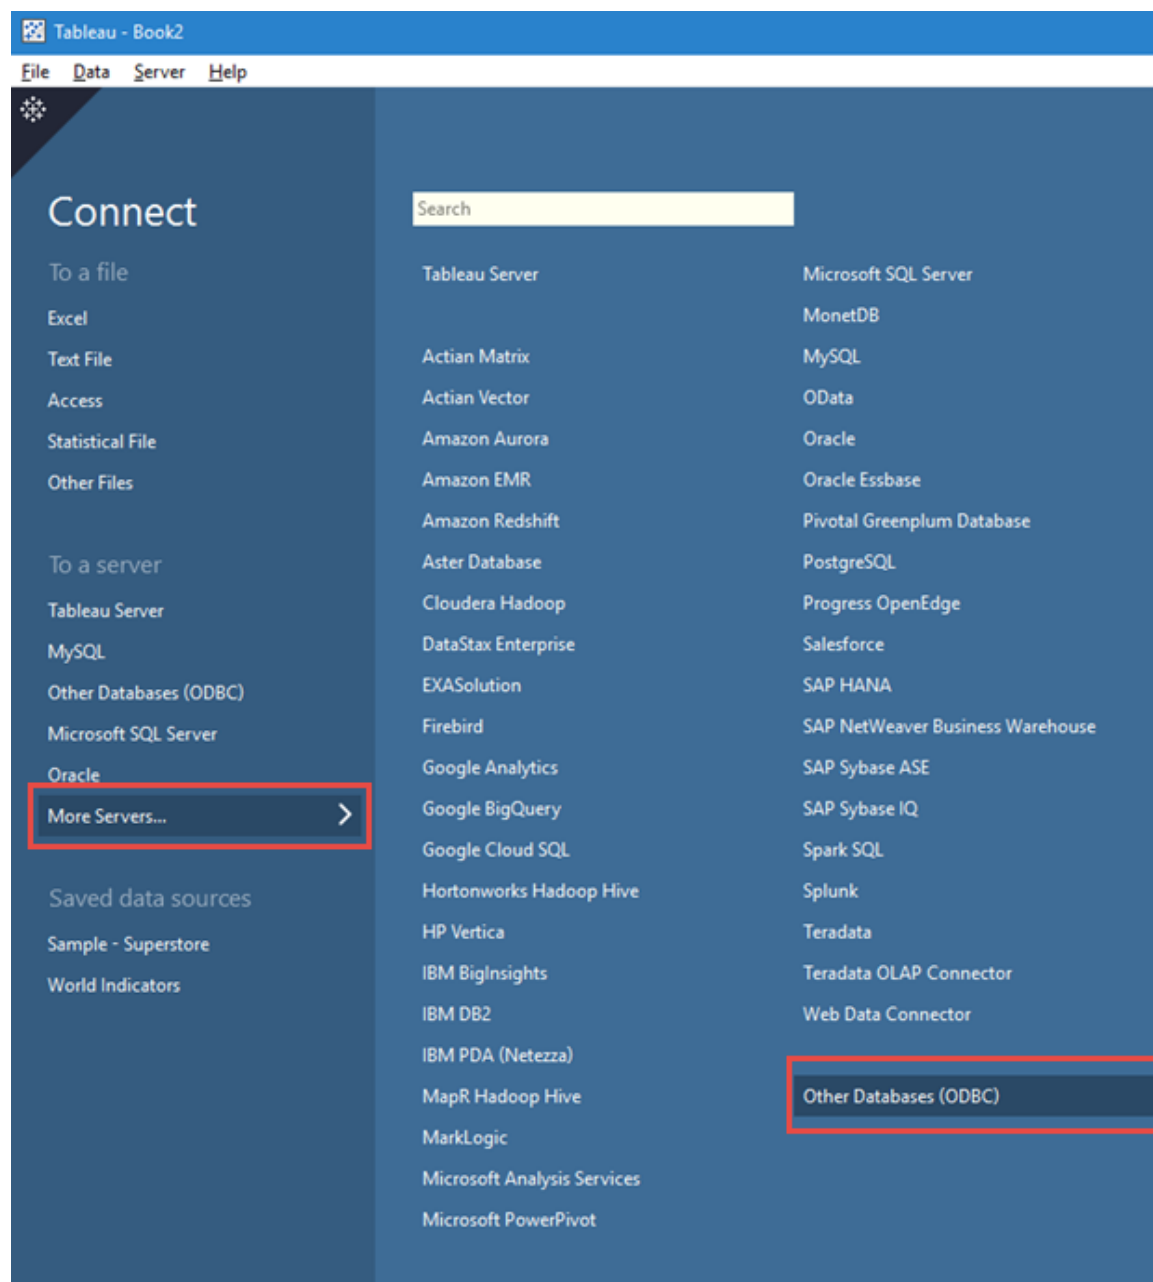 Tableau - Book2
File Data Server Help
Connect
To a file
Excel
Text File
Access
Statistical File
Other Files
To a server
Tableau Server
MySQL
Other Databases (ODBC)
Microsoft SQL Server
Oracle
More Servers...
Saved data sources
Sample - Superstore
World Indicators
Search
Tableau Server
Actian Matrix
Actian Vector
Amazon Aurora
Amazon EMR
Amazon Redshift
Aster Database
Cloudera Hadoop
DataStax Enterprise
EXASolution
Firebird
Google Analytics
Google BigQuery
Google Cloud SQL
Hortonworks Hadoop Hive
HP Vertica
IBM BigInsights
IBM DB2
IBM PDA (Netezza)
MapR Hadoop Hive
MarkLogic
Microsoft Analysis Services
Microsoft PowerPivot
Microsoft SQL Server
MonetDB
MySQL
OData
Oracle
Oracle Essbase
Pivotal Greenplum Database
PostgreSQL
Progress OpenEdge
Salesforce
SAP HANA
SAP NetWeaver Business Warehouse
SAP Sybase ASE
SAP Sybase IQ
Spark SQL
Splunk
Teradata
Teradata OLAP Connector
Web Data Connector
Other Databases (ODBC)